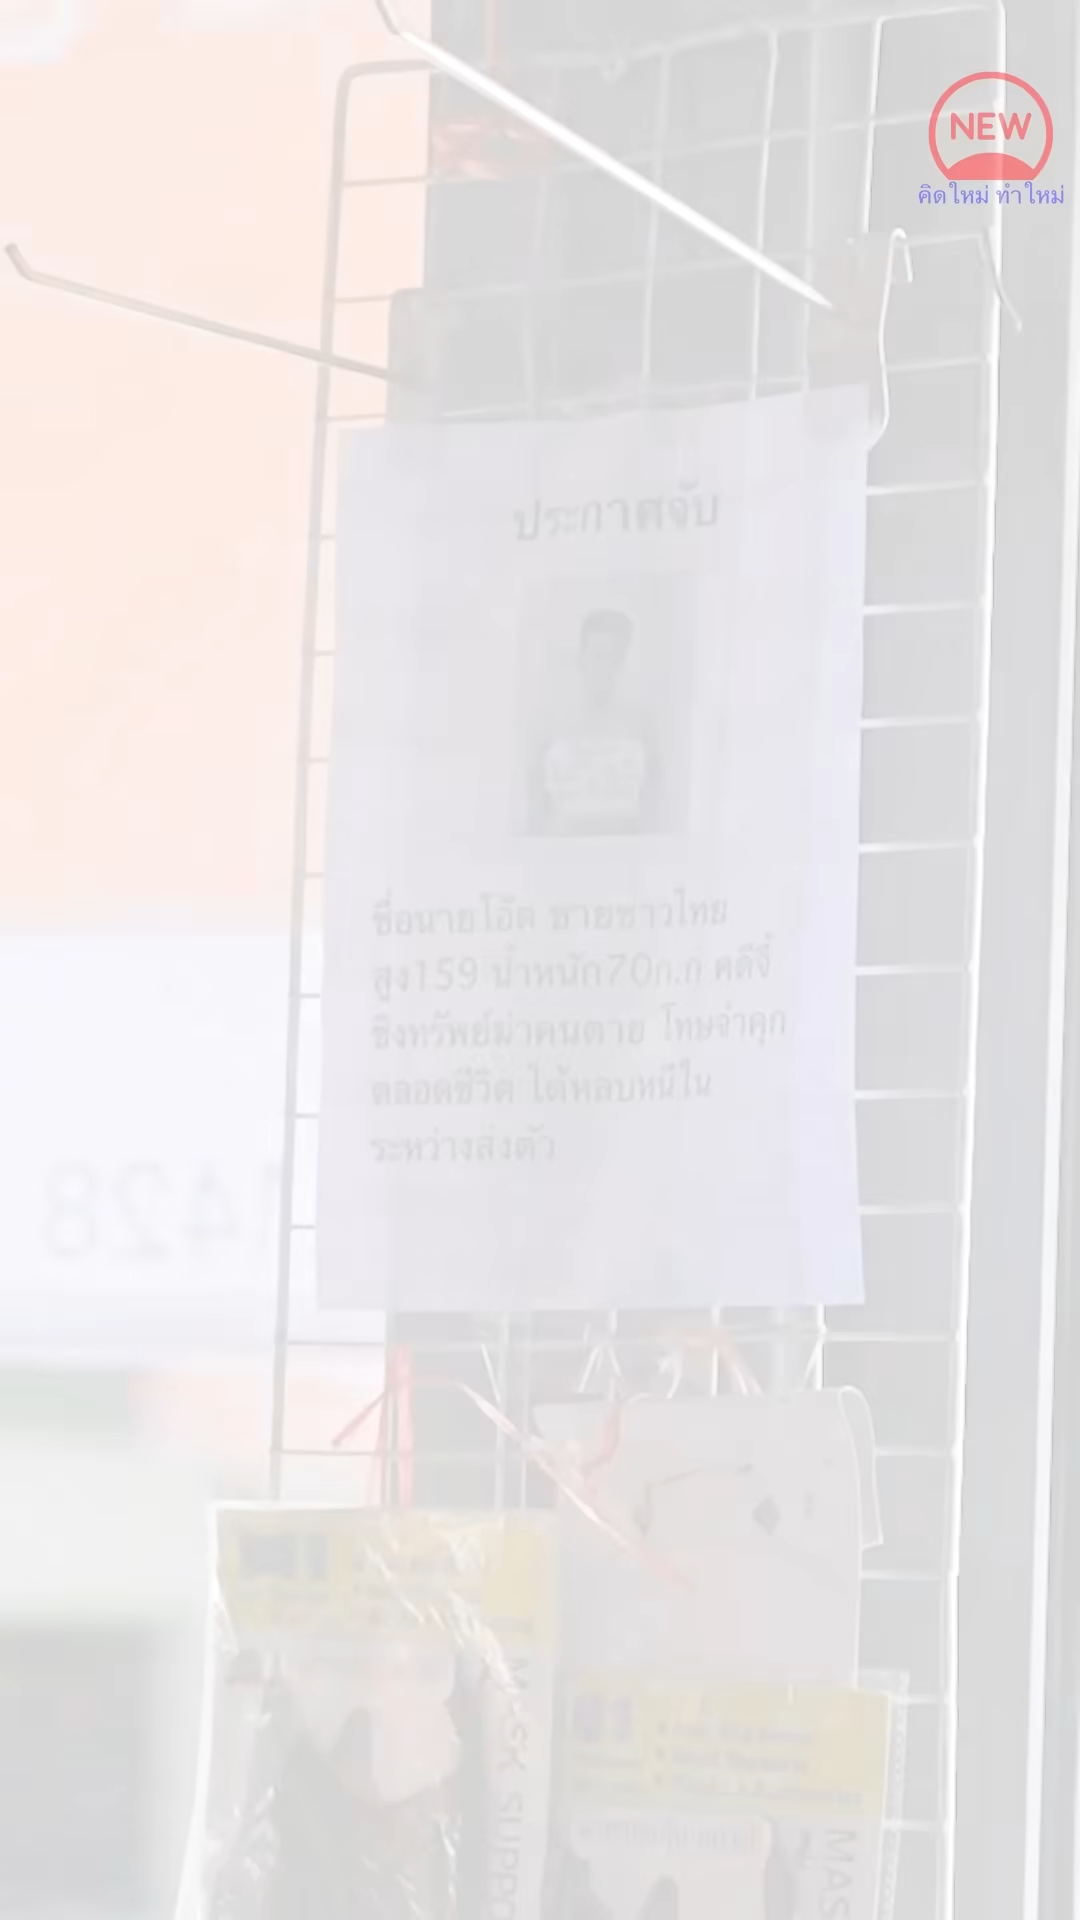 NEW
คิดใหม่ ทำใหม่
ประกาศจับ
ชื่อนายโอ๊ต ชายชาวไทย
สูง159 น้ำหนัก70ก.ก คดีจี้
ชิงทรัพย์ฆ่าคนตาย โทษจำคุก
ตลอดชีวิต ได้หลบหนีใน
ระหว่างส่งตัว
428
MASK SUPPO
MAS